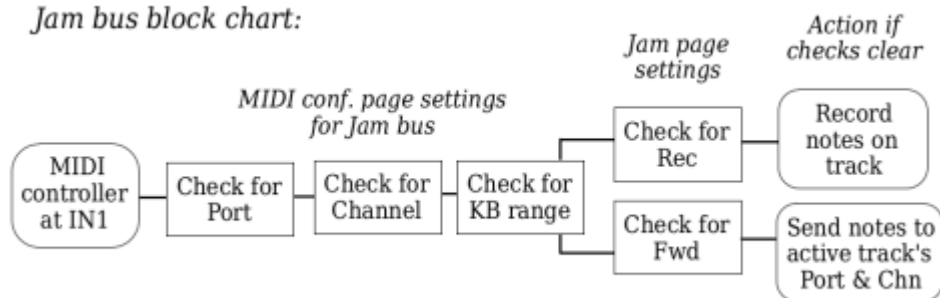 Jam bus block chart:
Action if
checks clear
Jam page
settings
MIDI conf. page settings
for Jam bus
MIDI
controller
at IN1
Check for
Port
Check for
Channel
Check for
KB range
Check for
Rec
Record
notes on
track
Check for
Fwd
Send notes to
active track's
Port & Chn